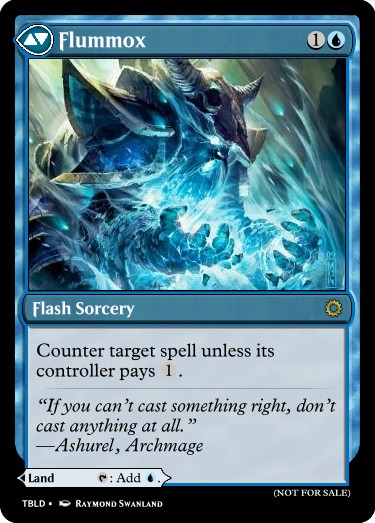 Flummox 1
Flash Sorcery
Counter target spell unless its
controller pays 1.
“If you can’t cast something right, don’t
cast anything at all.”
—Ashurel, Archmage
Land : Add .
(NOT FOR SALE)
TBLD • Raymond Swanland